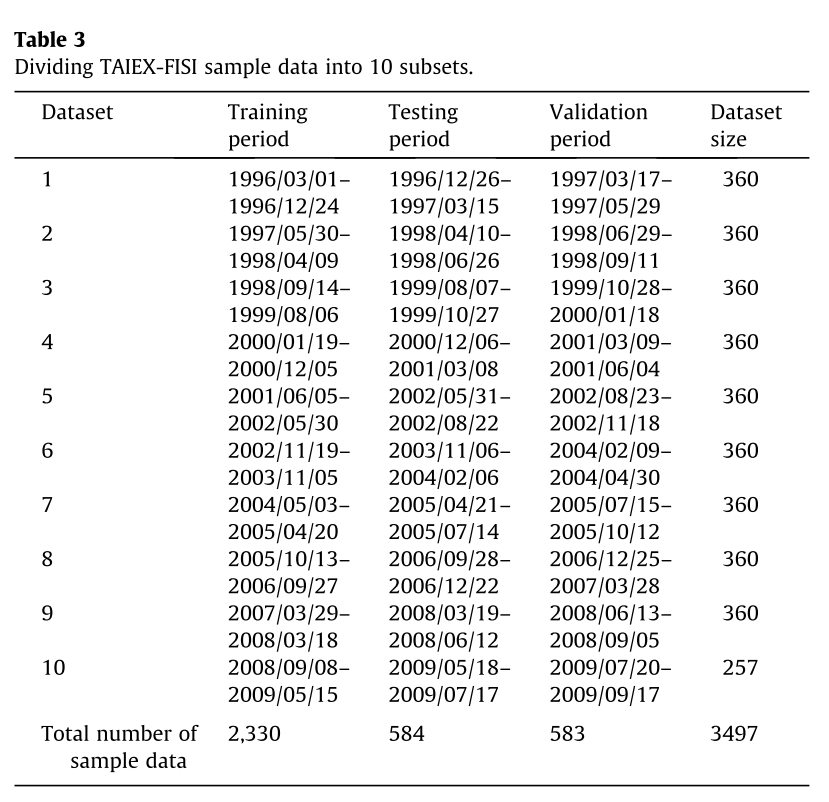 Table 3
Dividing TAIEX-FISI sample data into 10 subsets.
Dataset Training Testing Validation Dataset
period period period size
1 1996/03/01– 1996/12/26– 1997/03/17– 360
1996/12/24 1997/03/15 1997/05/29
2 1997/05/30– 1998/04/10– 1998/06/29– 360
1998/04/09 1998/06/26 1998/09/11
3 1998/09/14– 1999/08/07– 1999/10/28– 360
1999/08/06 1999/10/27 2000/01/18
4 2000/01/19– 2000/12/06– 2001/03/09– 360
2000/12/05 2001/03/08 2001/06/04
5 2001/06/05– 2002/05/31– 2002/08/23– 360
2002/05/30 2002/08/22 2002/11/18
6 2002/11/19– 2003/11/06– 2004/02/09– 360
2003/11/05 2004/02/06 2004/04/30
7 2004/05/03– 2005/04/21– 2005/07/15– 360
2005/04/20 2005/07/14 2005/10/12
8 2005/10/13– 2006/09/28– 2006/12/25– 360
2006/09/27 2006/12/22 2007/03/28
9 2007/03/29– 2008/03/19– 2008/06/13– 360
2008/03/18 2008/06/12 2008/09/05
10 2008/09/08– 2009/05/18– 2009/07/20– 257
2009/05/15 2009/07/17 2009/09/17
Total number of 2,330 584 583 3497
sample data